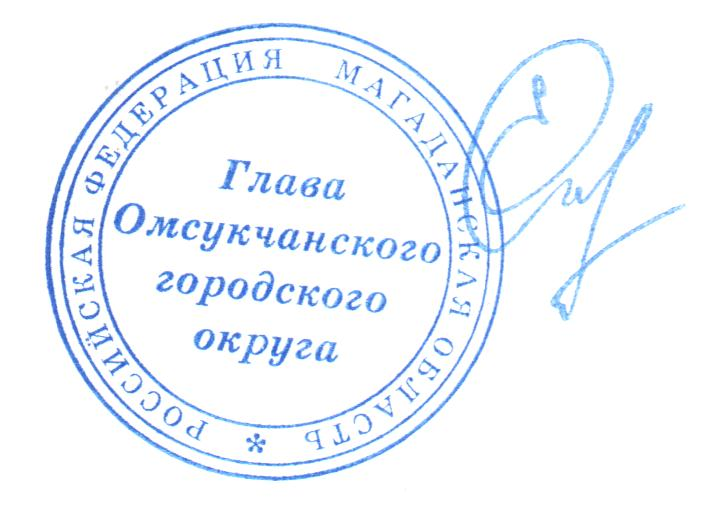 РОССИЙСКАЯ ФЕДЕРАЦИЯ МАГАДАНСКАЯ ОБЛАСТЬ *
Глава
Омсукчанского
городского
округа